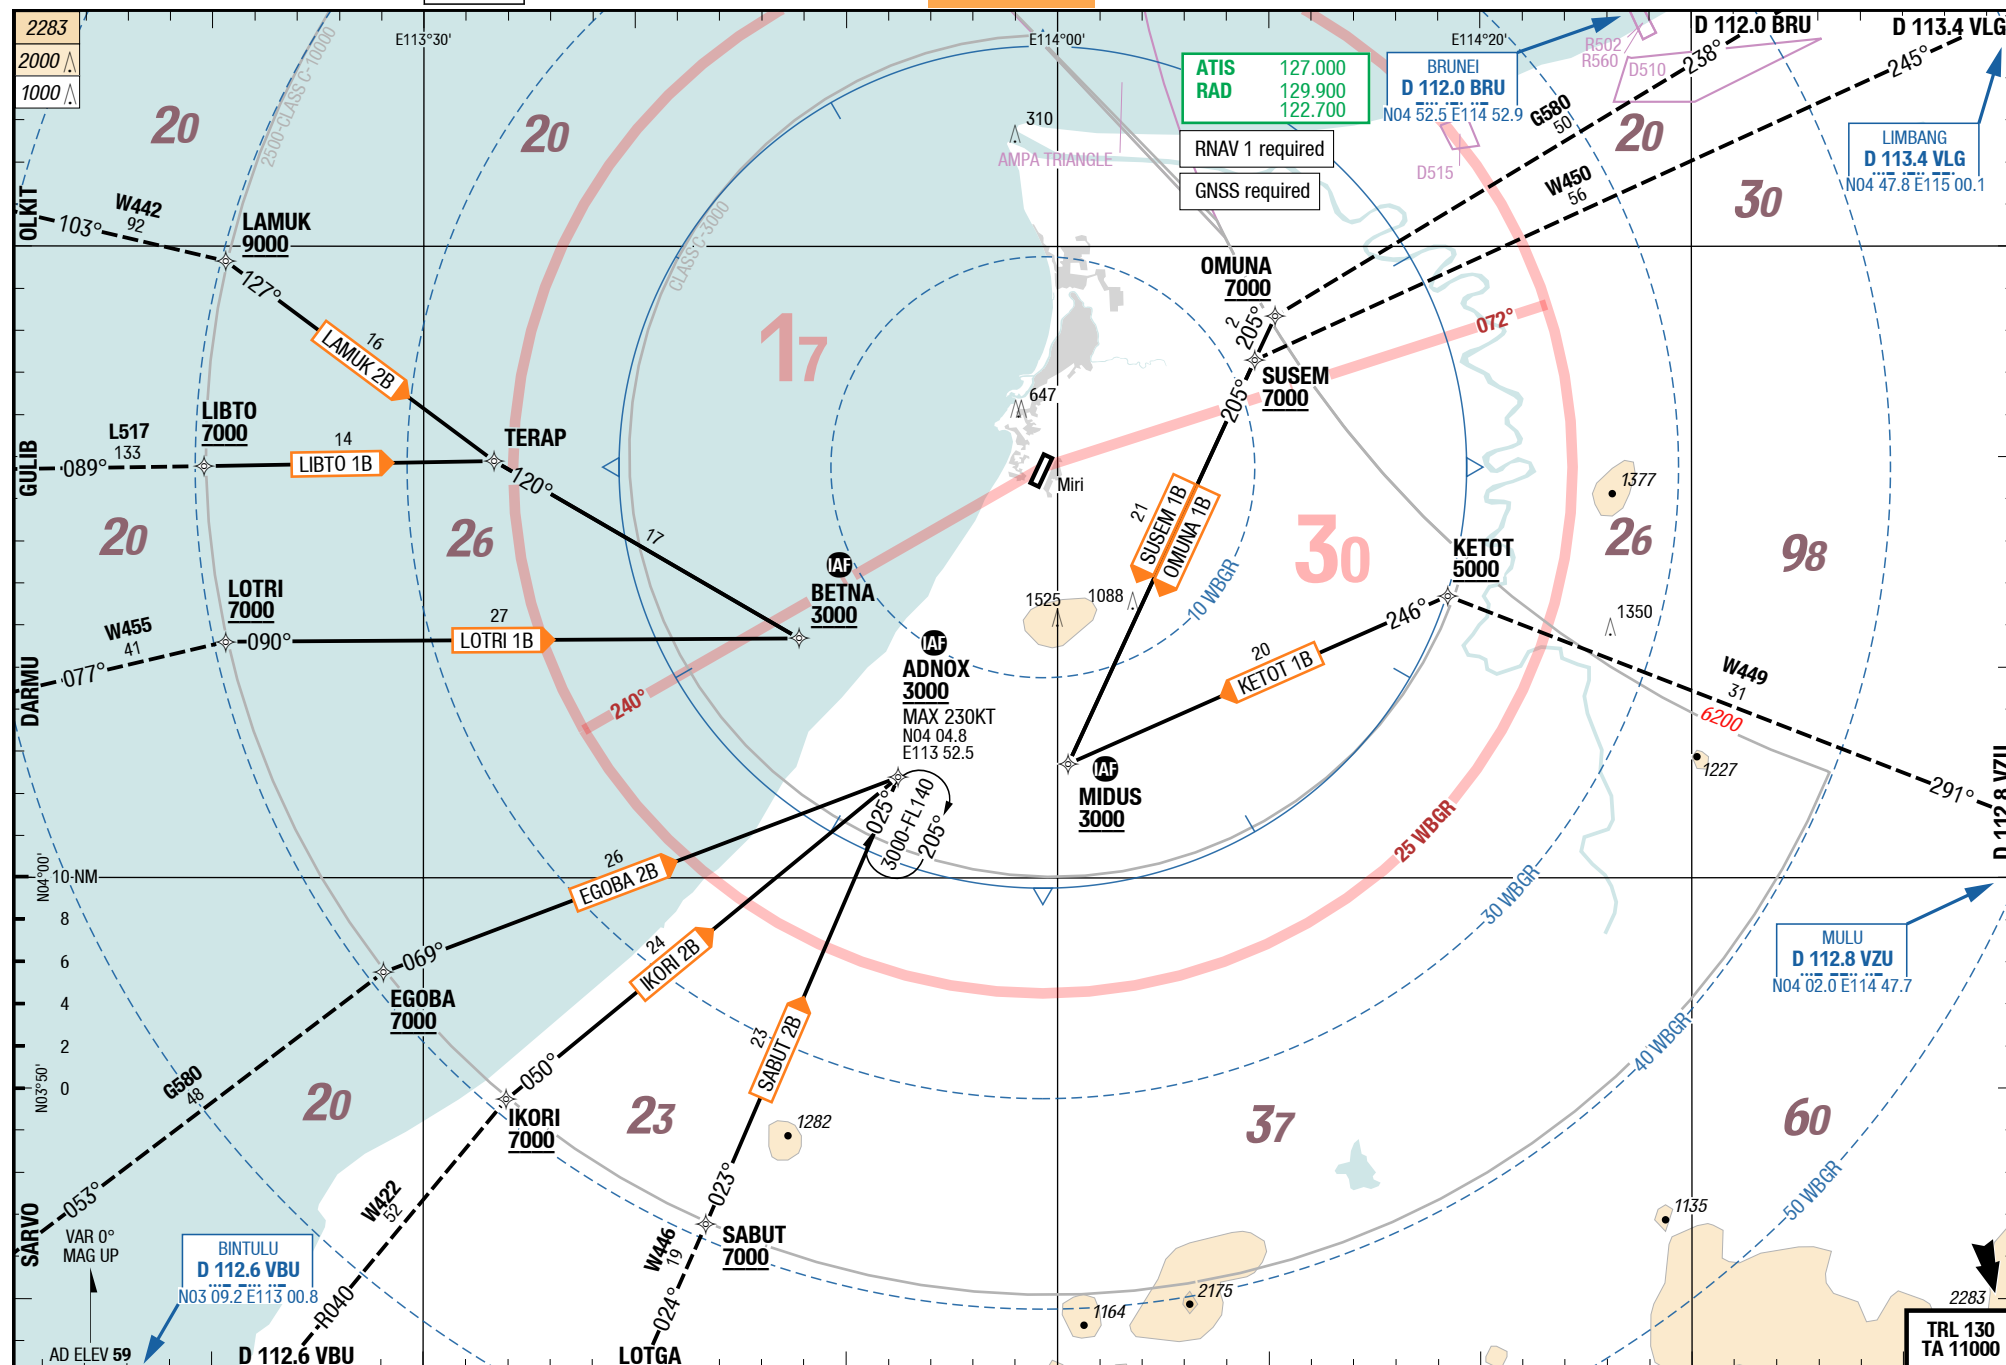 2283
2000
1000
E113°30'
E114°00'
E114°20'
2500-CLASS C-10000
CLASS C-3000
ATIS 127.000
RAD 129.900
122.700
RNAV 1 required
GNSS required
BRUNEI
D 112.0 BRU
N04 52.5 E114 52.9
R502
R560
D510
D515
AMPA TRIANGLE
D 112.0 BRU
238°
D 113.4 VLG
245°
LIMBANG
D 113.4 VLG
N04 47.8 E115 00.1
G580
50
W450
56
20
20
20
30
310
OLKIT
103°
W442
92
LAMUK
9000
127°
16
LAMUK 2B
17
OMUNA
7000
2
205°
SUSEM
7000
205°
072°
647
Miri
LIBTO
7000
L517
133
GULIB
089°
14
LIBTO 1B
TERAP
120°
17
20
26
21
SUSEM 1B
OMUNA 1B
30
1377
26
98
KETOT
5000
246°
20
KETOT 1B
1350
W449
31
6200
1227
291°
D 112.8 VZU
IAF
BETNA
3000
1525
1088
10 WBGR
LOTRI
7000
090°
27
LOTRI 1B
W455
41
DARMU
077°
240°
IAF
ADNOX
3000
MAX 230KT
N04 04.8
E113 52.5
025°
3000-FL140
205°
IAF
MIDUS
3000
25 WBGR
30 WBGR
40 WBGR
50 WBGR
MULU
D 112.8 VZU
N04 02.0 E114 47.7
N04°00'
10 NM
8
6
4
2
0
N03°50'
26
EGOBA 2B
069°
EGOBA
7000
24
IKORI 2B
050°
IKORI
7000
23
SABUT 2B
023°
SABUT
7000
G580
48
SARVO
053°
20
23
37
60
1282
1135
2175
1164
2283
W422
52
R040
D 112.6 VBU
W446
19
024°
LOTGA
VAR 0°
MAG UP
AD ELEV 59
BINTULU
D 112.6 VBU
N03 09.2 E113 00.8
TRL 130
TA 11000